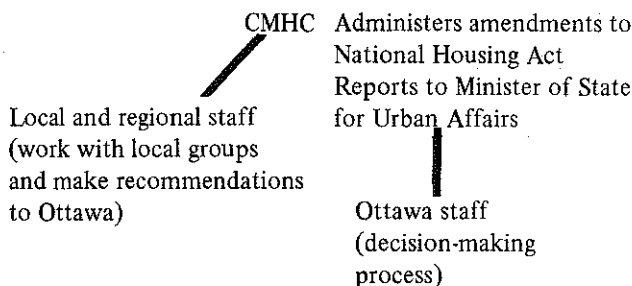 CMHC Administers amendments to
National Housing Act
Reports to Minister of State
for Urban Affairs
Local and regional staff
(work with local groups
and make recommendations
to Ottawa)
Ottawa staff
(decision-making
process)